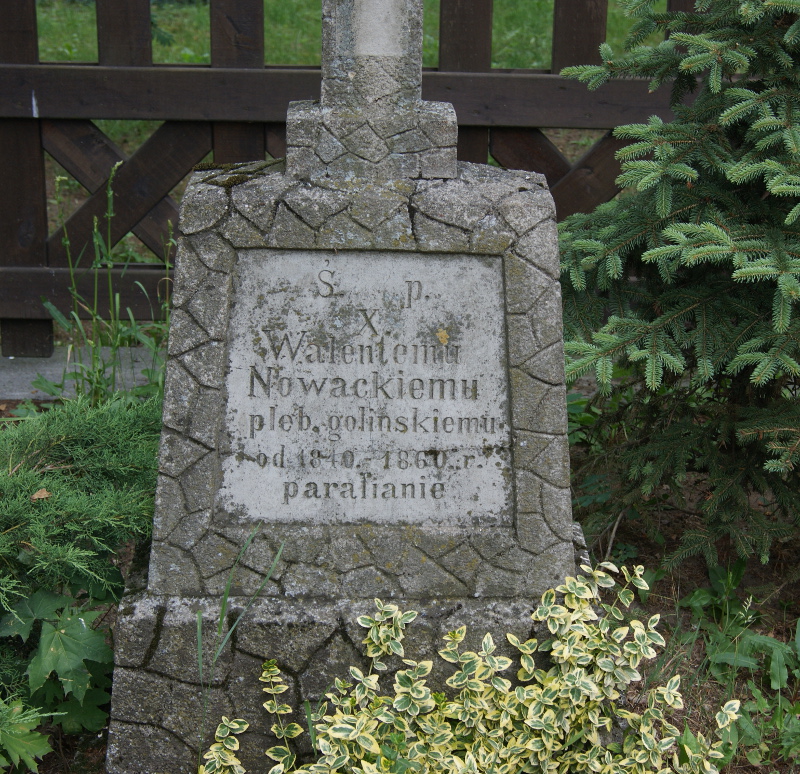 Ś. p.
X.
Walentemu
Nowackiemu
pleb. golinskiemu
od 1840.-1860 r.
parafianie